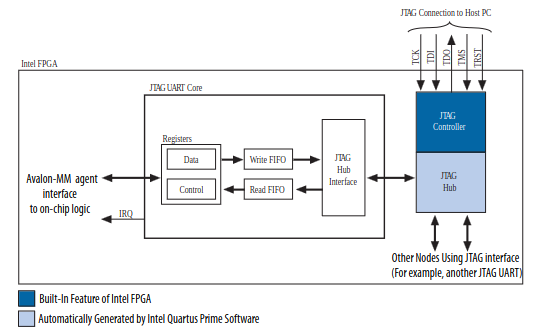 JTAG Connection to Host PC
TCK
TDI
TDO
TMS
TRST
Intel FPGA
JTAG UART Core
Registers
Data
Control
Write FIFO
Read FIFO
JTAG
Hub
Interface
JTAG
Controller
JTAG
Hub
Avalon-MM agent
interface
to on-chip logic
IRQ
Other Nodes Using JTAG interface
(For example, another JTAG UART)
Built-In Feature of Intel FPGA
Automatically Generated by Intel Quartus Prime Software